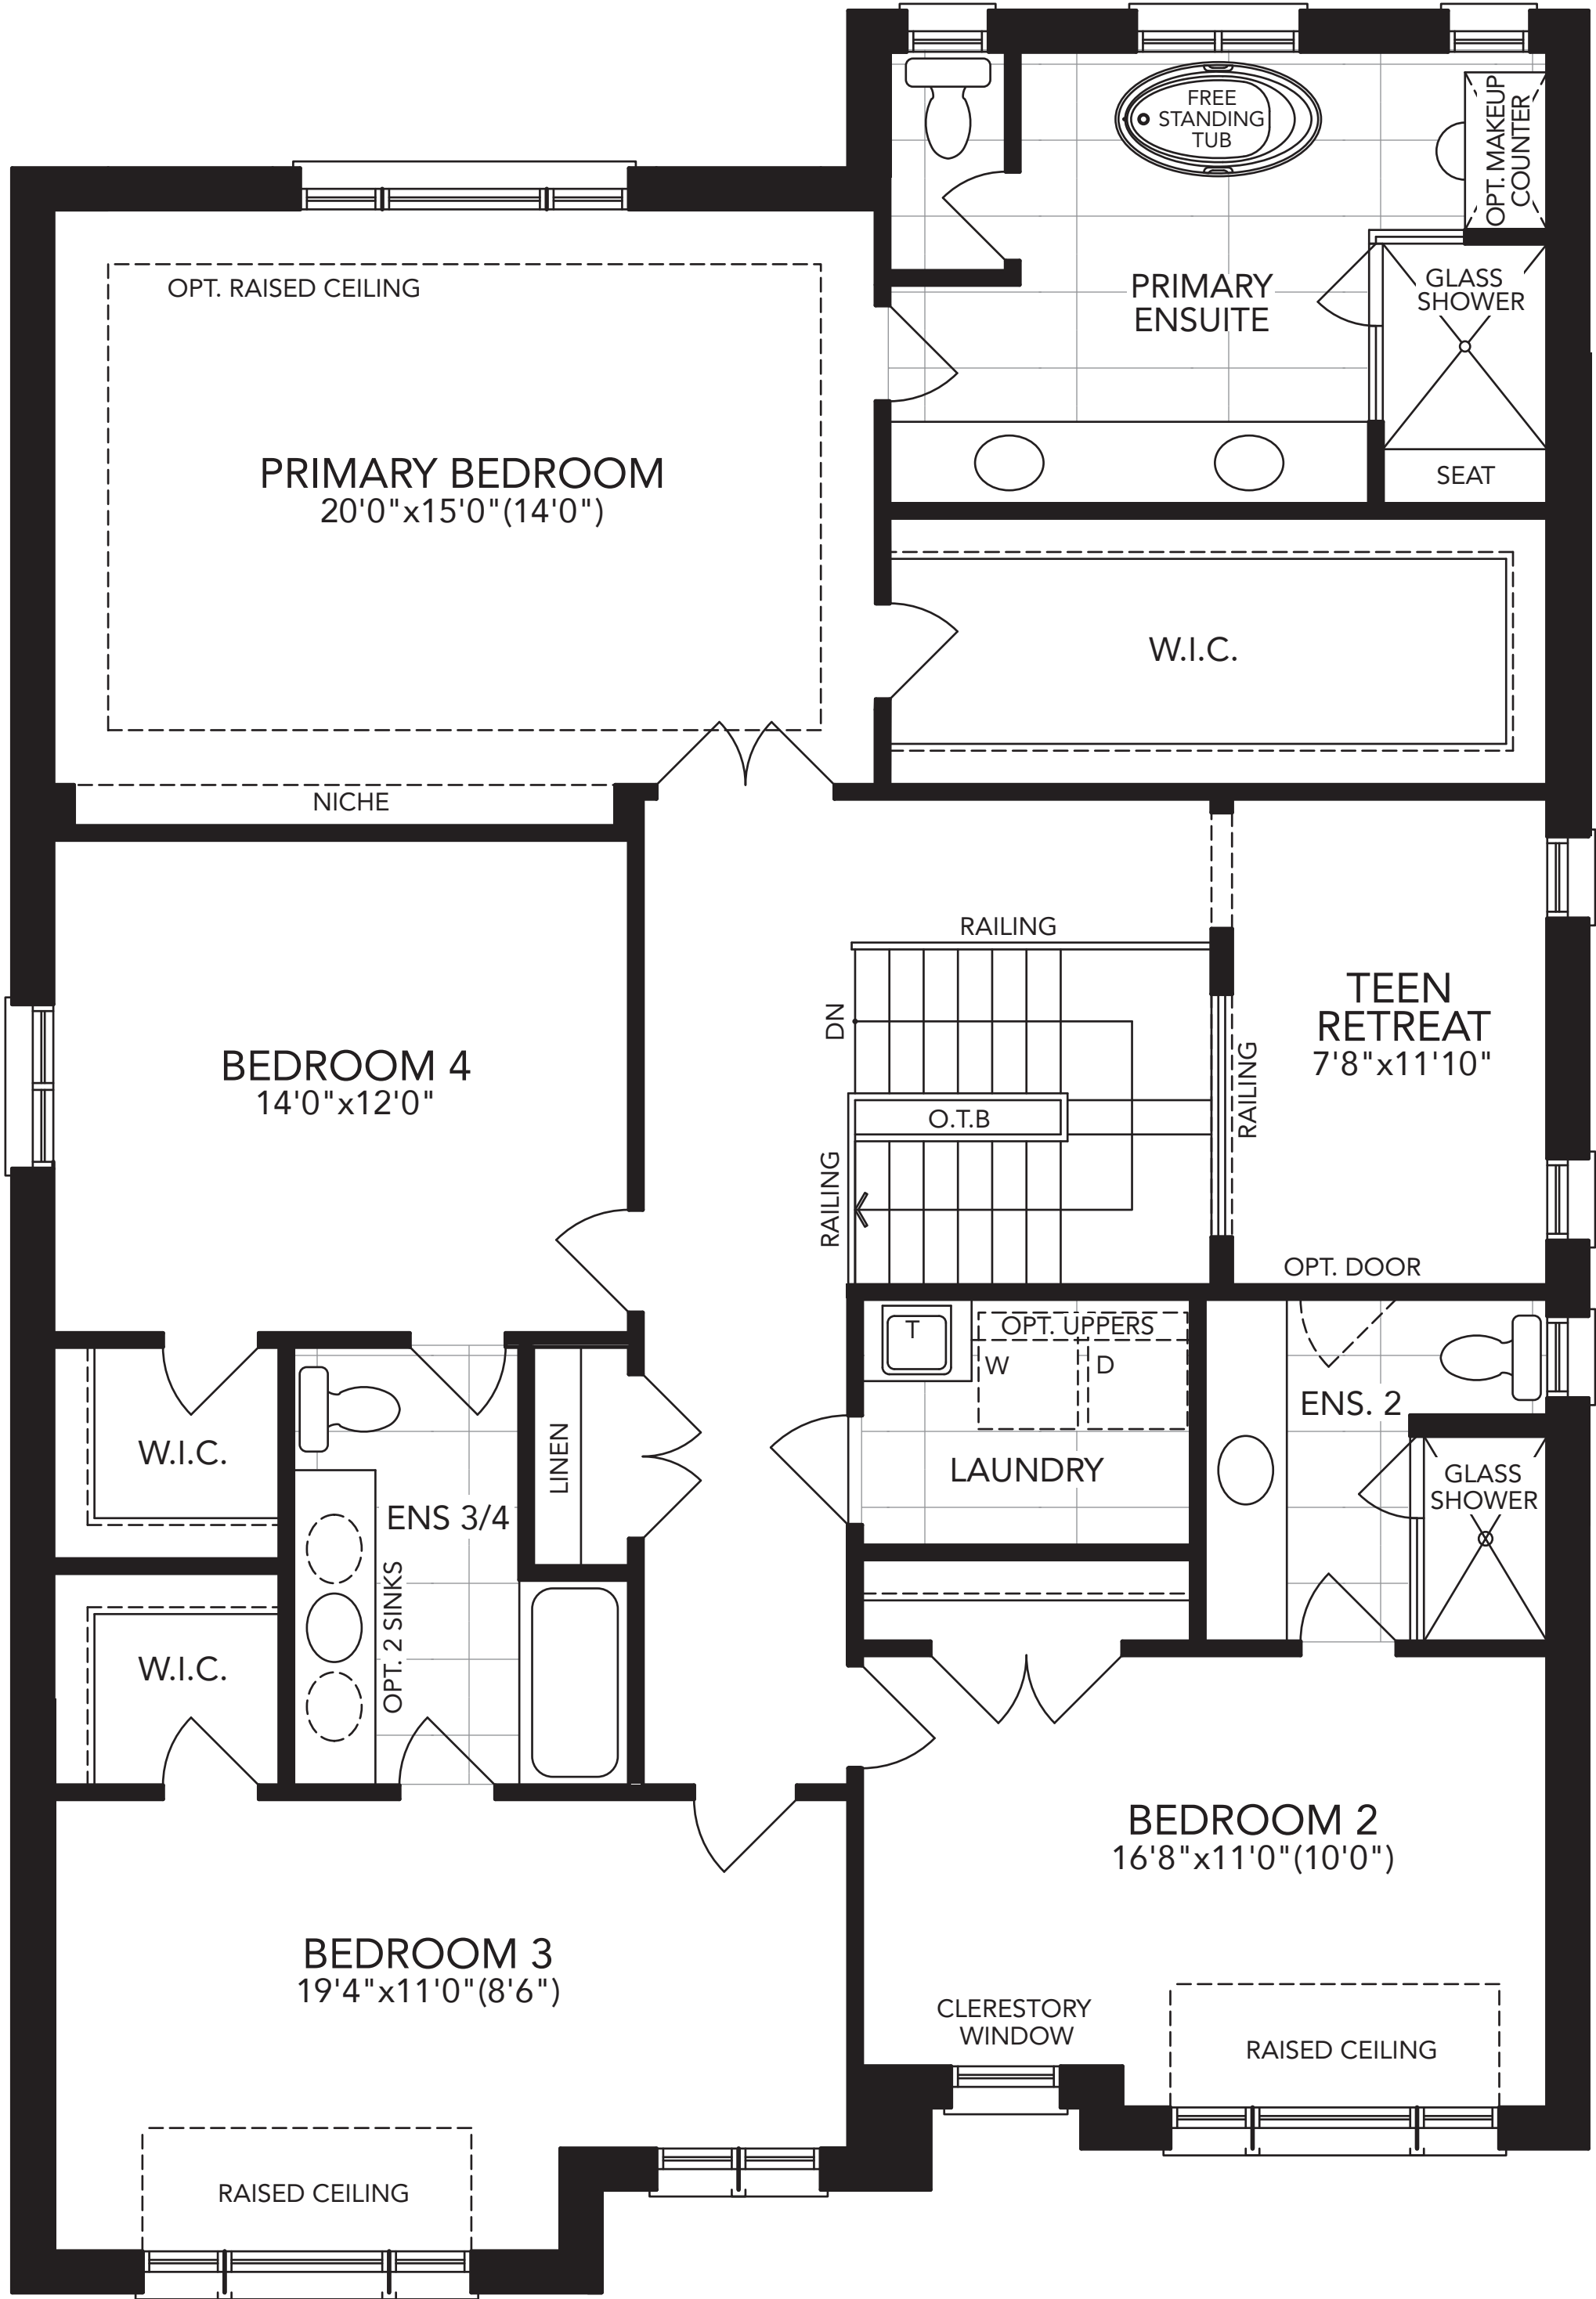 FREE
STANDING
TUB
OPT. MAKEUP
COUNTER
OPT. RAISED CEILING
PRIMARY
ENSUITE
GLASS
SHOWER
PRIMARY BEDROOM
20'0"x15'0"(14'0")
SEAT
W.I.C.
NICHE
RAILING
TEEN
RETREAT
7'8"x11'10"
DN
BEDROOM 4
14'0"x12'0"
RAILING
O.T.B
RAILING
OPT. DOOR
T
OPT. UPPERS
W
D
ENS. 2
W.I.C.
LINEN
LAUNDRY
GLASS
SHOWER
ENS 3/4
OPT. 2 SINKS
W.I.C.
BEDROOM 2
16'8"x11'0"(10'0")
BEDROOM 3
19'4"x11'0"(8'6")
CLERESTORY
WINDOW
RAISED CEILING
RAISED CEILING